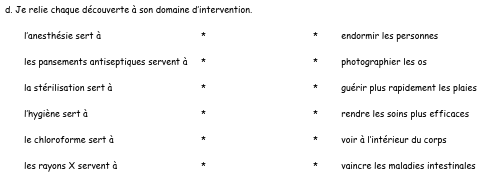 d. Je relie chaque découverte à son domaine d'intervention.
l'anesthésie sert à * * endormir les personnes
les pansements antiseptiques servent à * * photographier les os
la stérilisation sert à * * guérir plus rapidement les plaies
l'hygiène sert à * * rendre les soins plus efficaces
le chloroforme sert à * * voir à l'intérieur du corps
les rayons X servent à * * vaincre les maladies intestinales